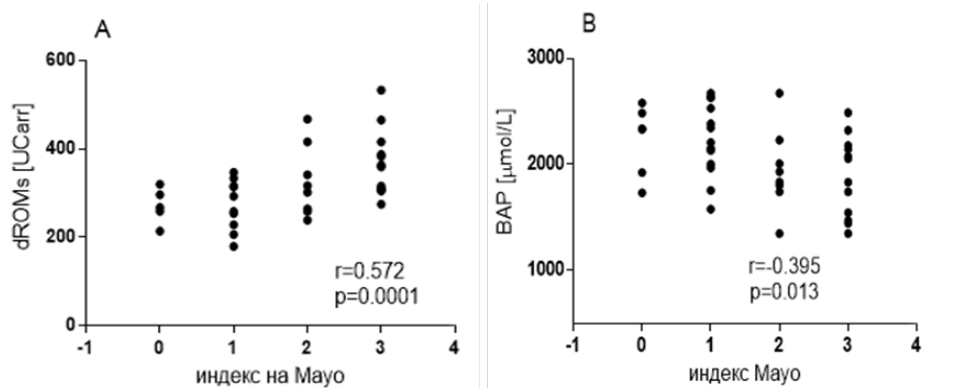 A
600
400
200
0
dROMs [UCarr]
r=0.572
p=0.0001
-1 0 1 2 3 4
индекс на Mayo
B
3000
2000
1000
BAP [μmol/L]
r=-0.395
p=0.013
-1 0 1 2 3 4
индекс Mayo